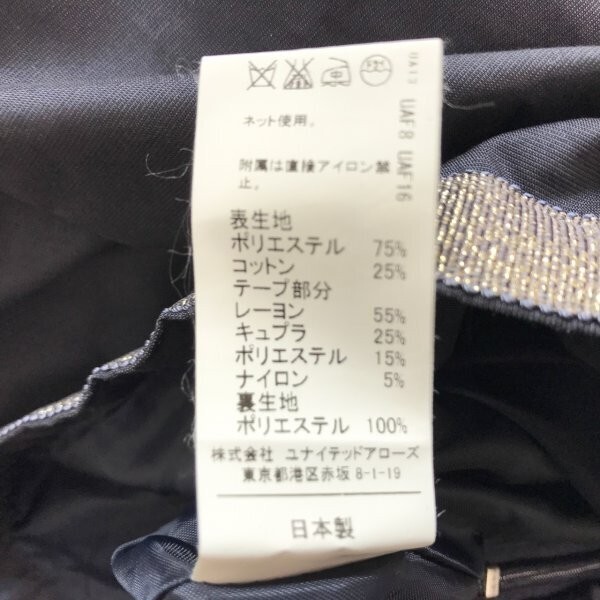 ネット使用。
附属は直接アイロン禁
止。
表生地
ポリエステル 75%
コットン 25%
テープ部分
レーヨン 55%
キュプラ 25%
ポリエステル 15%
ナイロン 5%
裏生地
ポリエステル 100%
株式会社 ユナイテッドアローズ
東京都港区赤坂 8-1-19
日本製
UAF8 UAF16